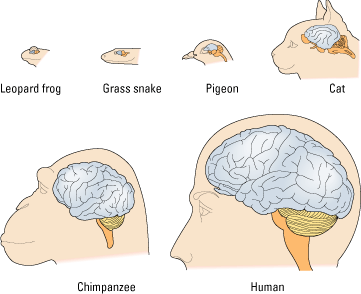 Leopard frog
Grass snake
Pigeon
Cat
Chimpanzee
Human